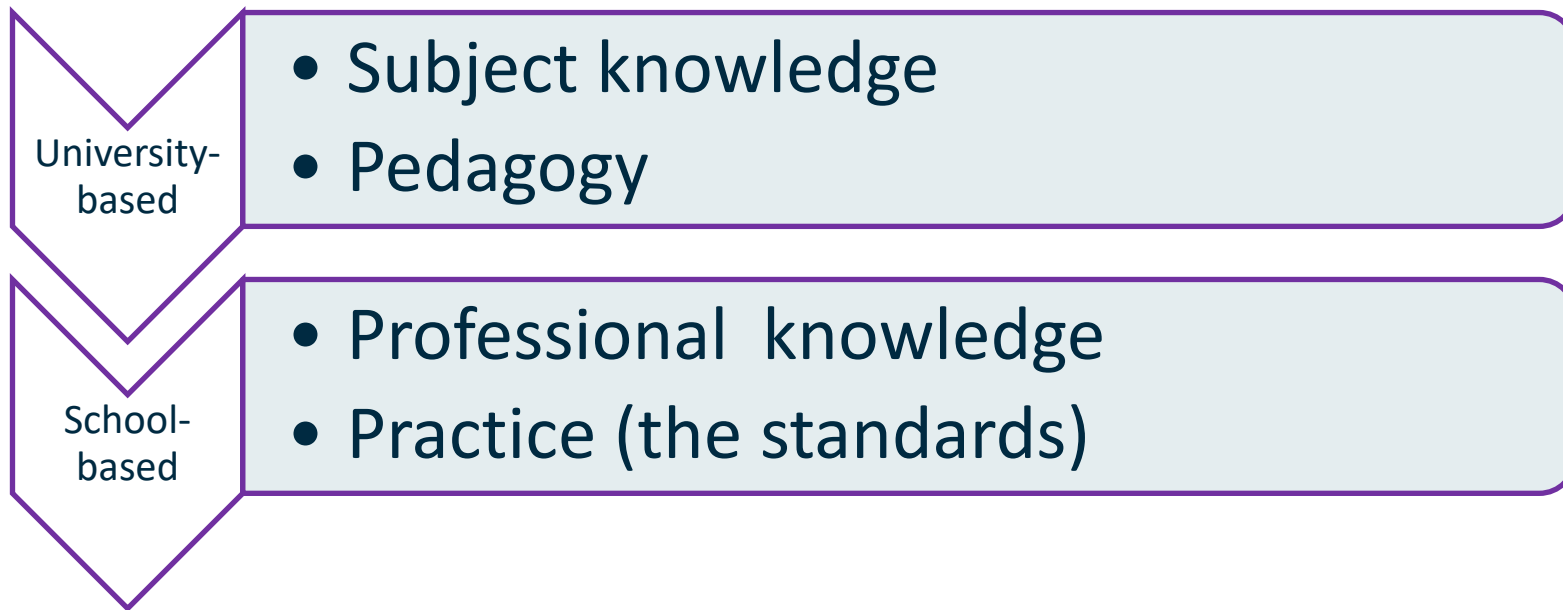 University-
based
• Subject knowledge
• Pedagogy
School-
based
• Professional  knowledge
• Practice (the standards)